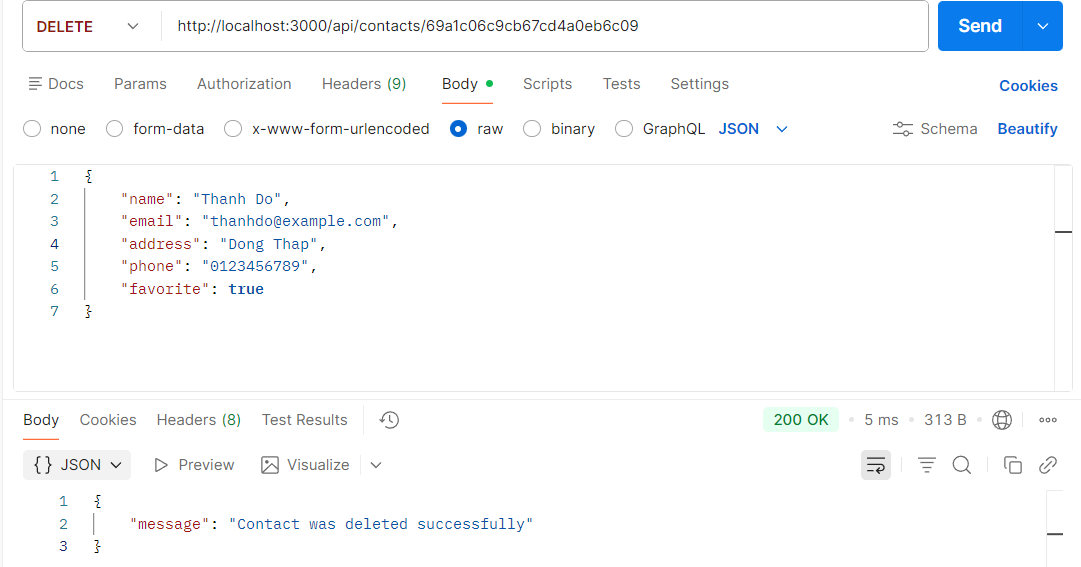 DELETE http://localhost:3000/api/contacts/69a1c06c9cb67cd4a0eb6c09 Send
Docs Params Authorization Headers (9) Body Scripts Tests Settings Cookies
none form-data x-www-form-urlencoded raw binary GraphQL JSON Schema Beautify
1 {
2 "name": "Thanh Do",
3 "email": "thanhdo@example.com",
4 "address": "Dong Thap",
5 "phone": "0123456789",
6 "favorite": true
7 }
Body Cookies Headers (8) Test Results 200 OK 5 ms 313 B
{} JSON Preview Visualize
1 {
2 "message": "Contact was deleted successfully"
3 }